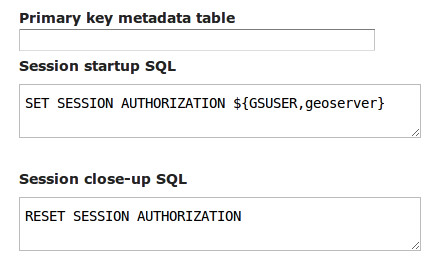 Primary key metadata table
Session startup SQL
SET SESSION AUTHORIZATION ${GSUSER,geoserver}
Session close-up SQL
RESET SESSION AUTHORIZATION